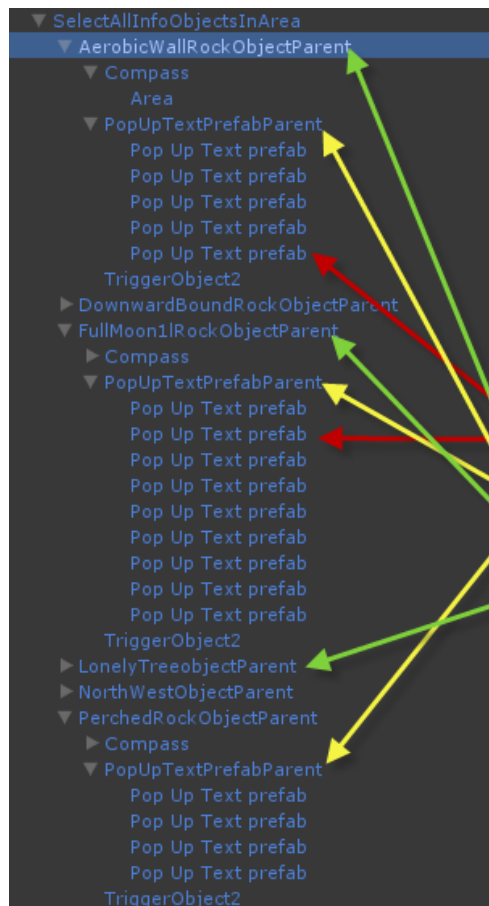 SelectAllInfoObjectsInArea
AerobicWallRockObjectParent
Compass
Area
PopUpTextPrefabParent
Pop Up Text prefab
Pop Up Text prefab
Pop Up Text prefab
Pop Up Text prefab
Pop Up Text prefab
TriggerObject2
DownwardBoundRockObjectParent
FullMoon1lRockObjectParent
Compass
PopUpTextPrefabParent
Pop Up Text prefab
Pop Up Text prefab
Pop Up Text prefab
Pop Up Text prefab
Pop Up Text prefab
Pop Up Text prefab
Pop Up Text prefab
Pop Up Text prefab
Pop Up Text prefab
TriggerObject2
LonelyTreeobjectParent
NorthWestObjectParent
PerchedRockObjectParent
Compass
PopUpTextPrefabParent
Pop Up Text prefab
Pop Up Text prefab
Pop Up Text prefab
Pop Up Text prefab
TriggerObject2